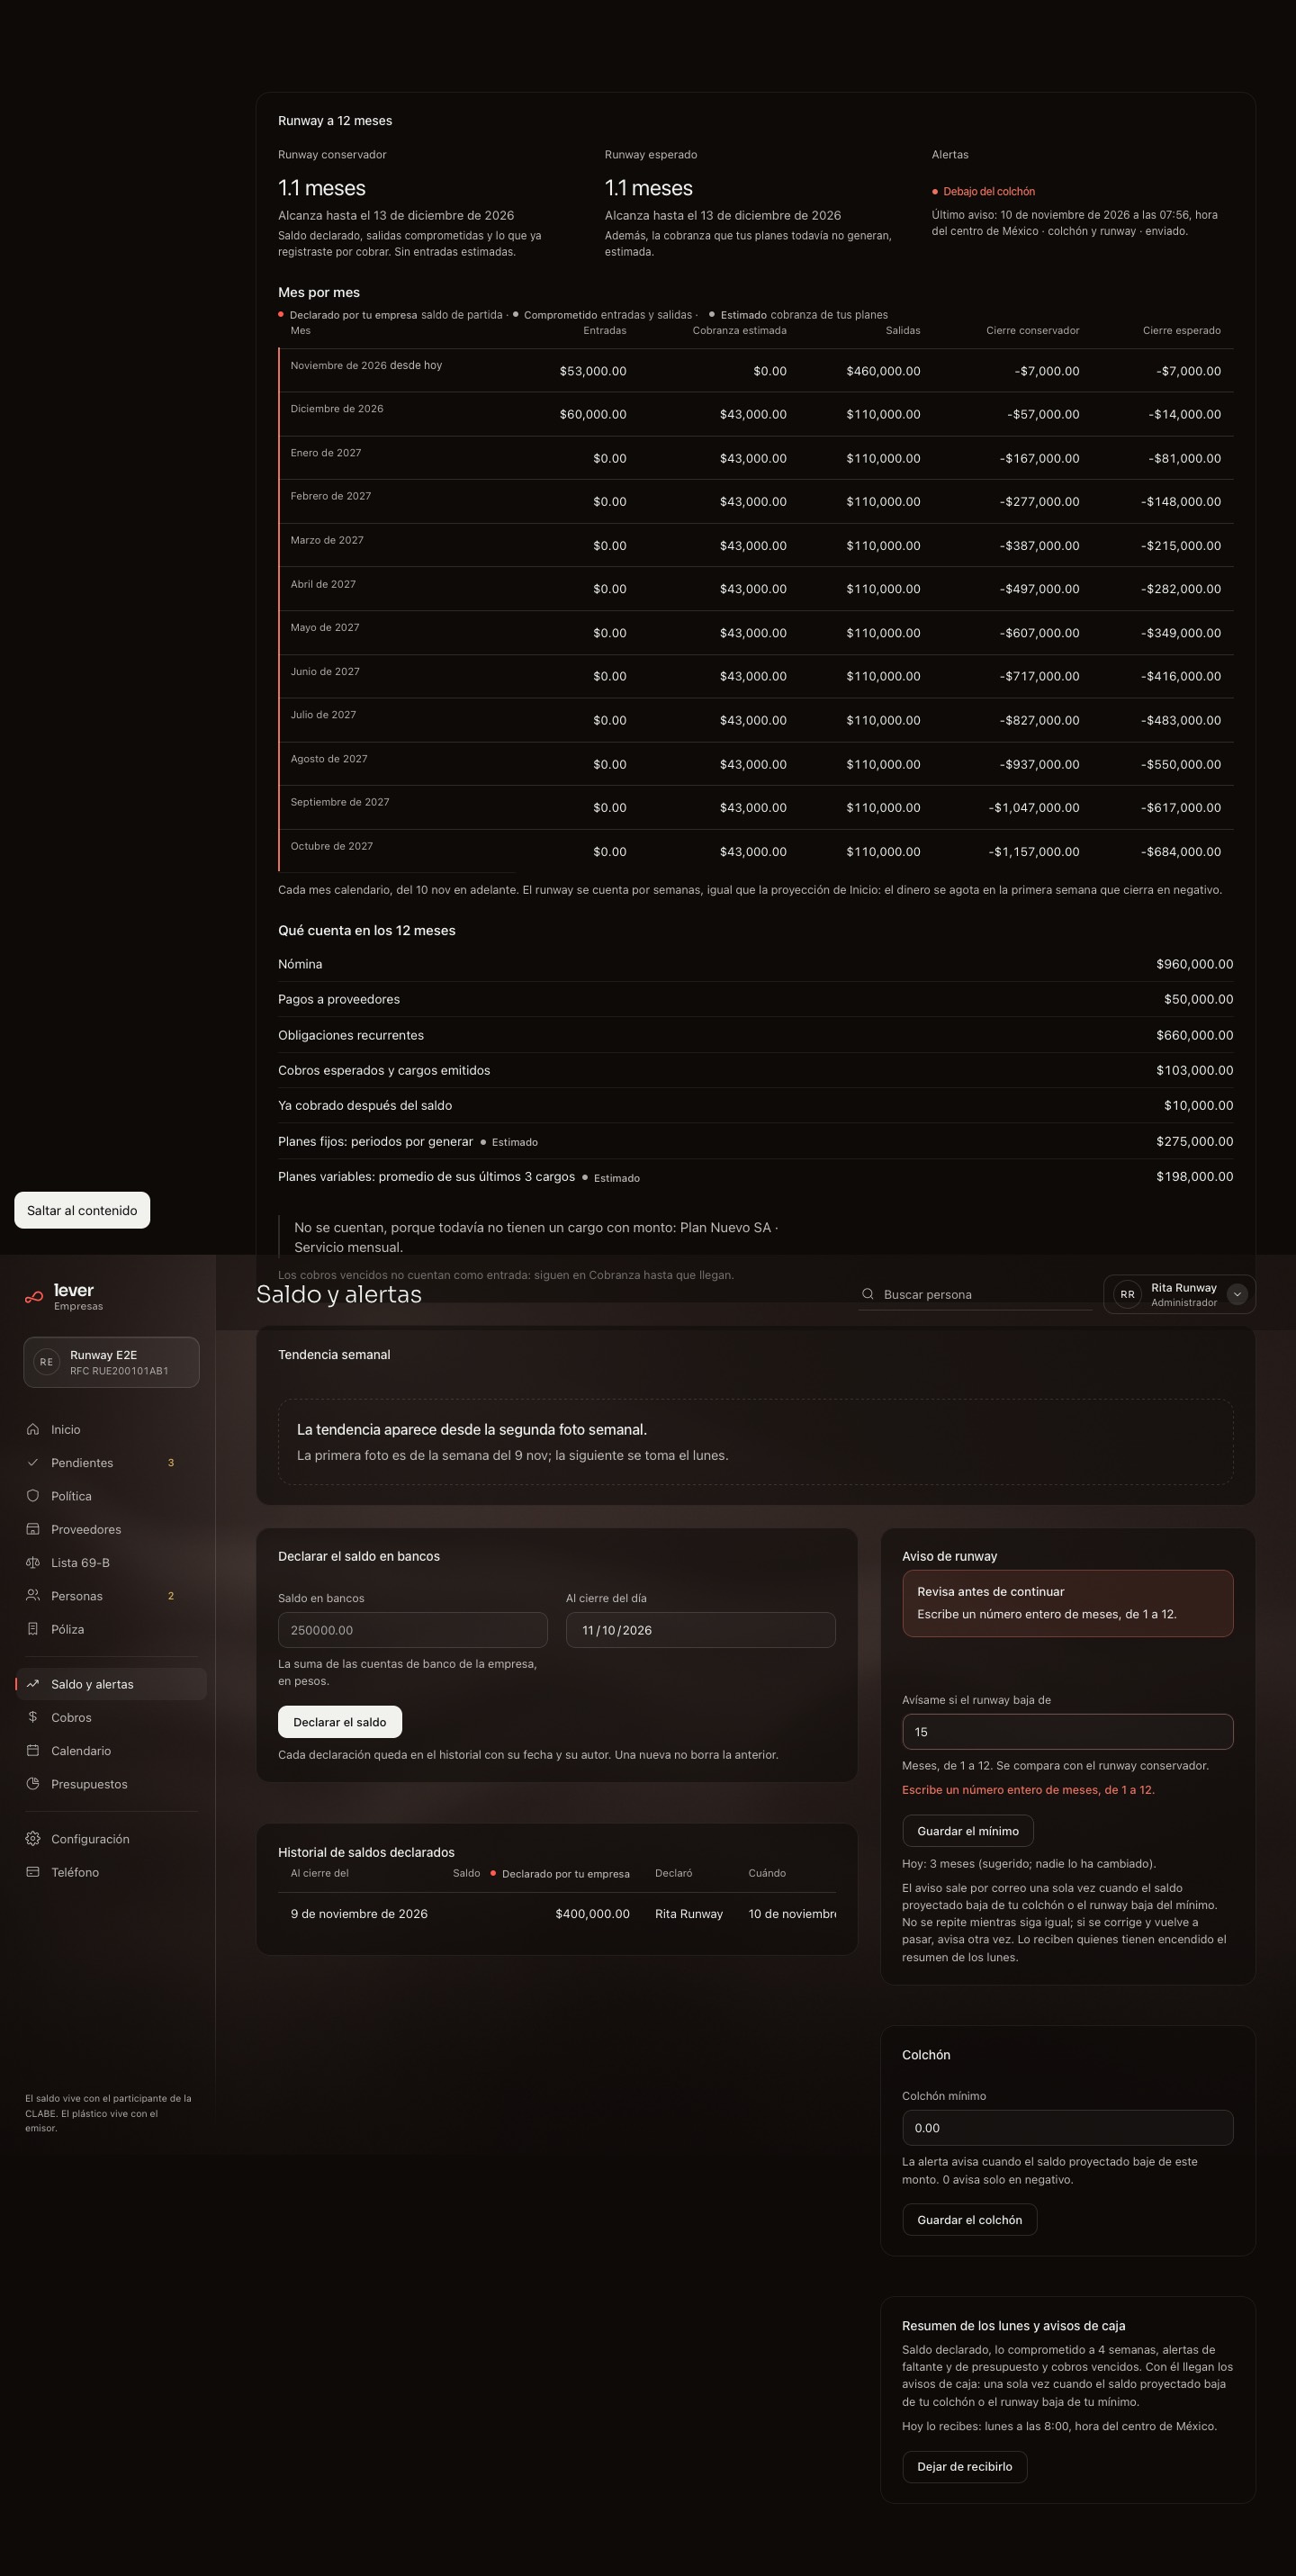 Runway a 12 meses
Runway conservador
1.1 meses
Alcanza hasta el 13 de diciembre de 2026
Saldo declarado, salidas comprometidas y lo que ya
registraste por cobrar. Sin entradas estimadas.
Runway esperado
1.1 meses
Alcanza hasta el 13 de diciembre de 2026
Además, la cobranza que tus planes todavía no generan,
estimada.
Alertas
Debajo del colchón
Último aviso: 10 de noviembre de 2026 a las 07:56, hora
del centro de México · colchón y runway · enviado.
Mes por mes
Declarado por tu empresa saldo de partida · Comprometido entradas y salidas · Estimado cobranza de tus planes
Mes Entradas Cobranza estimada Salidas Cierre conservador Cierre esperado
Noviembre de 2026 desde hoy $53,000.00 $0.00 $460,000.00 -$7,000.00 -$7,000.00
Diciembre de 2026 $60,000.00 $43,000.00 $110,000.00 -$57,000.00 -$14,000.00
Enero de 2027 $0.00 $43,000.00 $110,000.00 -$167,000.00 -$81,000.00
Febrero de 2027 $0.00 $43,000.00 $110,000.00 -$277,000.00 -$148,000.00
Marzo de 2027 $0.00 $43,000.00 $110,000.00 -$387,000.00 -$215,000.00
Abril de 2027 $0.00 $43,000.00 $110,000.00 -$497,000.00 -$282,000.00
Mayo de 2027 $0.00 $43,000.00 $110,000.00 -$607,000.00 -$349,000.00
Junio de 2027 $0.00 $43,000.00 $110,000.00 -$717,000.00 -$416,000.00
Julio de 2027 $0.00 $43,000.00 $110,000.00 -$827,000.00 -$483,000.00
Agosto de 2027 $0.00 $43,000.00 $110,000.00 -$937,000.00 -$550,000.00
Septiembre de 2027 $0.00 $43,000.00 $110,000.00 -$1,047,000.00 -$617,000.00
Octubre de 2027 $0.00 $43,000.00 $110,000.00 -$1,157,000.00 -$684,000.00
Cada mes calendario, del 10 nov en adelante. El runway se cuenta por semanas, igual que la proyección de Inicio: el dinero se agota en la primera semana que cierra en negativo.
Qué cuenta en los 12 meses
Nómina $960,000.00
Pagos a proveedores $50,000.00
Obligaciones recurrentes $660,000.00
Cobros esperados y cargos emitidos $103,000.00
Ya cobrado después del saldo $10,000.00
Planes fijos: periodos por generar Estimado $275,000.00
Planes variables: promedio de sus últimos 3 cargos Estimado $198,000.00
Saltar al contenido
No se cuentan, porque todavía no tienen un cargo con monto: Plan Nuevo SA ·
Servicio mensual.
Los cobros vencidos no cuentan como entrada: siguen en Cobranza hasta que llegan.
lever
Empresas
RE
Runway E2E
RFC RUE200101AB1
Inicio
Pendientes 3
Política
Proveedores
Lista 69-B
Personas 2
Póliza
Saldo y alertas
Cobros
Calendario
Presupuestos
Configuración
Teléfono
El saldo vive con el participante de la
CLABE. El plástico vive con el
emisor.
Saldo y alertas
Buscar persona
RR
Rita Runway
Administrador
Tendencia semanal
La tendencia aparece desde la segunda foto semanal.
La primera foto es de la semana del 9 nov; la siguiente se toma el lunes.
Declarar el saldo en bancos
Saldo en bancos
250000.00
La suma de las cuentas de banco de la empresa,
en pesos.
Al cierre del día
11/10/2026
Declarar el saldo
Cada declaración queda en el historial con su fecha y su autor. Una nueva no borra la anterior.
Historial de saldos declarados
Al cierre del Saldo Declarado por tu empresa Declaró Cuándo
9 de noviembre de 2026 $400,000.00 Rita Runway 10 de noviembre
Aviso de runway
Revisa antes de continuar
Escribe un número entero de meses, de 1 a 12.
Avísame si el runway baja de
15
Meses, de 1 a 12. Se compara con el runway conservador.
Escribe un número entero de meses, de 1 a 12.
Guardar el mínimo
Hoy: 3 meses (sugerido; nadie lo ha cambiado).
El aviso sale por correo una sola vez cuando el saldo
proyectado baja de tu colchón o el runway baja del mínimo.
No se repite mientras siga igual; si se corrige y vuelve a
pasar, avisa otra vez. Lo reciben quienes tienen encendido el
resumen de los lunes.
Colchón
Colchón mínimo
0.00
La alerta avisa cuando el saldo proyectado baje de este
monto. 0 avisa solo en negativo.
Guardar el colchón
Resumen de los lunes y avisos de caja
Saldo declarado, lo comprometido a 4 semanas, alertas de
faltante y de presupuesto y cobros vencidos. Con él llegan los
avisos de caja: una sola vez cuando el saldo proyectado baja
de tu colchón o el runway baja de tu mínimo.
Hoy lo recibes: lunes a las 8:00, hora del centro de México.
Dejar de recibirlo